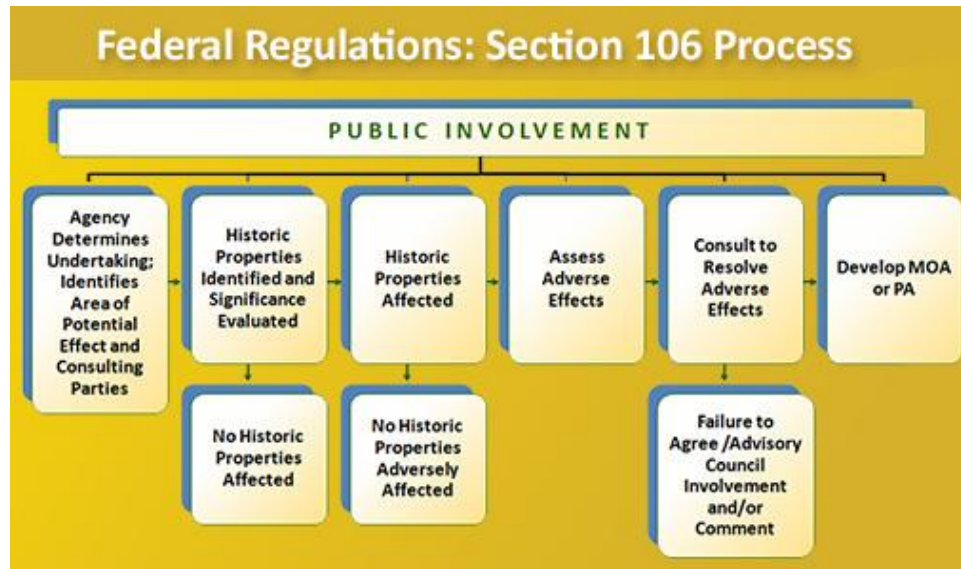 Federal Regulations: Section 106 Process
PUBLIC INVOLVEMENT
Agency
Determines
Undertaking;
Identifies
Area of
Potential
Effect and
Consulting
Parties
Historic
Properties
Identified and
Significance
Evaluated
Historic
Properties
Affected
Assess
Adverse
Effects
Consult to
Resolve
Adverse
Effects
Develop MOA
or PA
No Historic
Properties
Affected
No Historic
Properties
Adversely
Affected
Failure to
Agree /Advisory
Council
Involvement
and/or
Comment